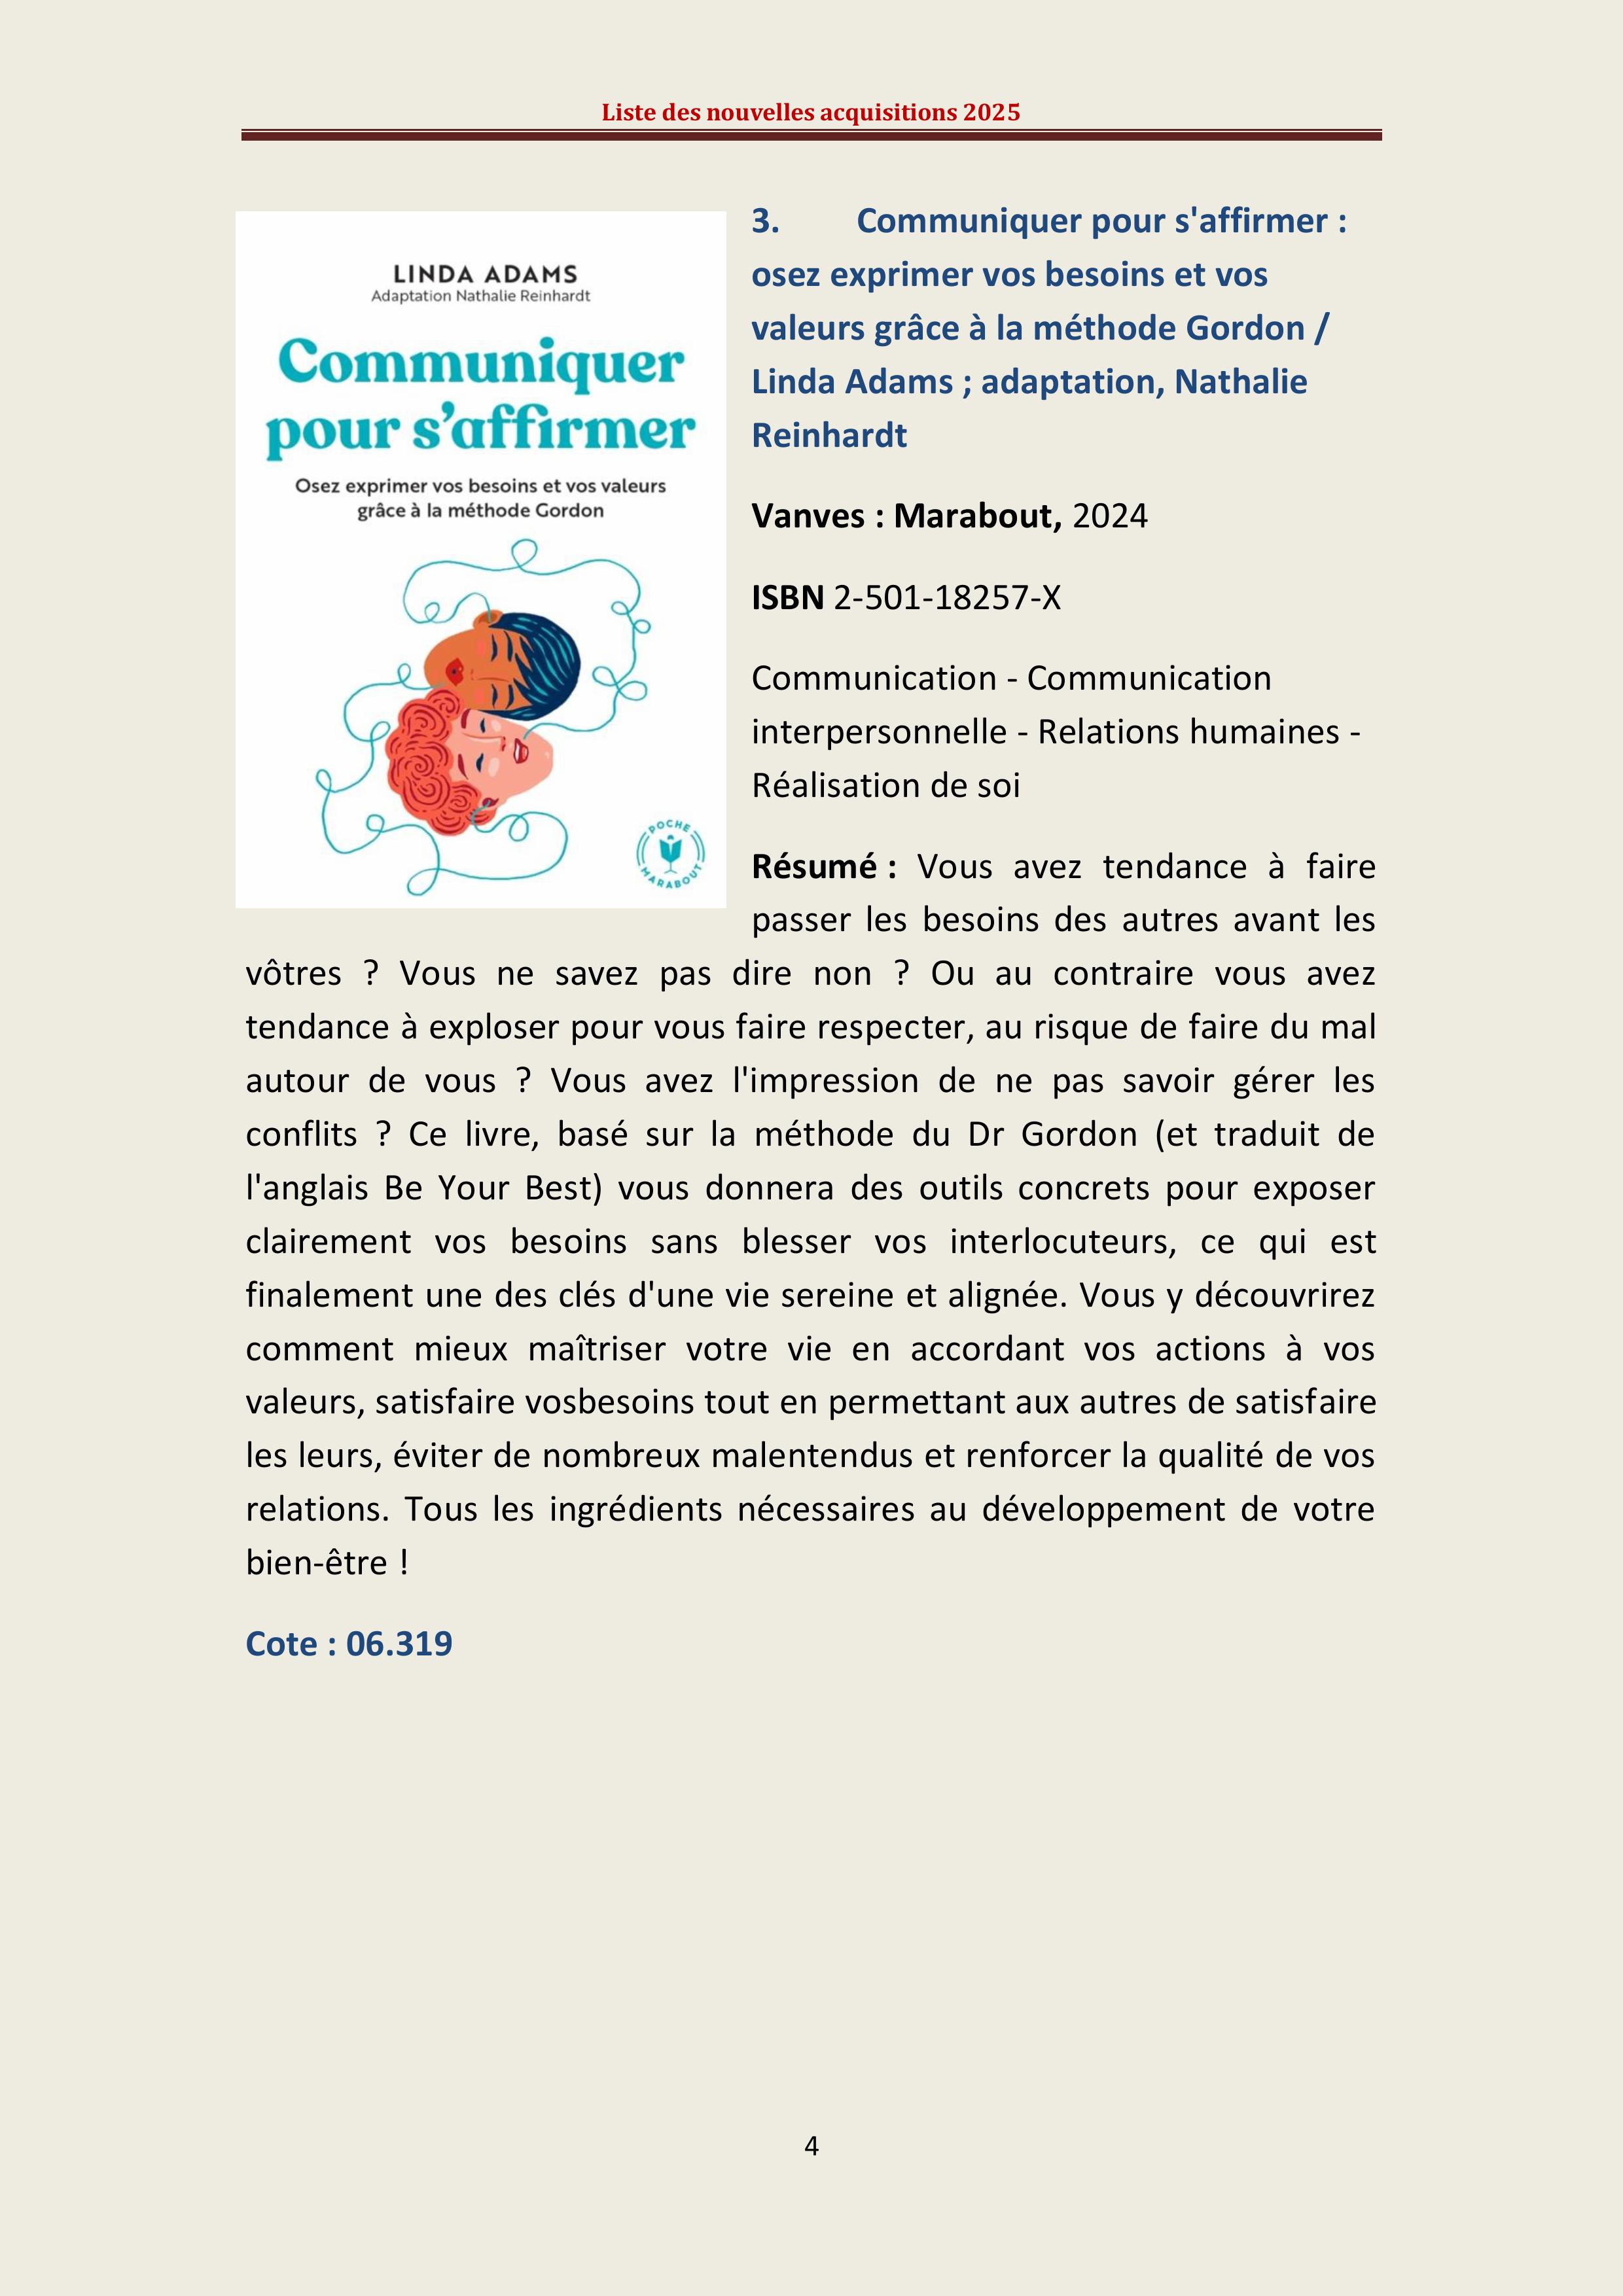 Liste des nouvelles acquisitions 2025
LINDA ADAMS
Adaptation Nathalie Reinhardt
Communiquer
pour s’affirmer
Osez exprimer vos besoins et vos valeurs
grâce à la méthode Gordon
POCHE
MARABOUT
3. Communiquer pour s'affirmer :
osez exprimer vos besoins et vos
valeurs grâce à la méthode Gordon /
Linda Adams ; adaptation, Nathalie
Reinhardt
Vanves : Marabout, 2024
ISBN 2-501-18257-X
Communication - Communication
interpersonnelle - Relations humaines -
Réalisation de soi
Résumé : Vous avez tendance à faire
passer les besoins des autres avant les
vôtres ? Vous ne savez pas dire non ? Ou au contraire vous avez
tendance à exploser pour vous faire respecter, au risque de faire du mal
autour de vous ? Vous avez l'impression de ne pas savoir gérer les
conflits ? Ce livre, basé sur la méthode du Dr Gordon (et traduit de
l'anglais Be Your Best) vous donnera des outils concrets pour exposer
clairement vos besoins sans blesser vos interlocuteurs, ce qui est
finalement une des clés d'une vie sereine et alignée. Vous y découvrirez
comment mieux maîtriser votre vie en accordant vos actions à vos
valeurs, satisfaire vosbesoins tout en permettant aux autres de satisfaire
les leurs, éviter de nombreux malentendus et renforcer la qualité de vos
relations. Tous les ingrédients nécessaires au développement de votre
bien-être !
Cote : 06.319
4